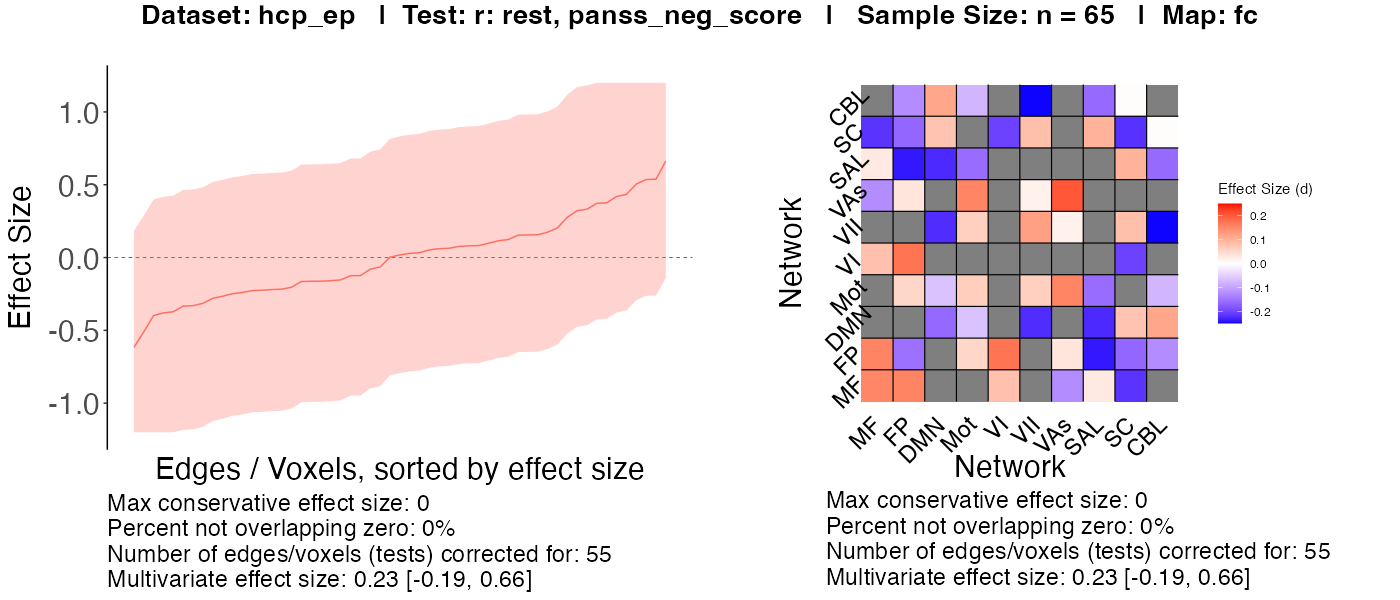 Dataset: hcp_ep | Test: r: rest, panss_neg_score | Sample Size: n = 65 | Map: fc
Effect Size
1.0
0.5
0.0
-0.5
-1.0
Edges / Voxels, sorted by effect size
Max conservative effect size: 0
Percent not overlapping zero: 0%
Number of edges/voxels (tests) corrected for: 55
Multivariate effect size: 0.23 [-0.19, 0.66]
Network
CBL
SC
SAL
VAs
VII
VI
Mot
DMN
FP
MF
MF FP DMN Mot VI VII VAs SAL SC CBL
Network
Effect Size (d)
0.2
0.1
0.0
-0.1
-0.2
Max conservative effect size: 0
Percent not overlapping zero: 0%
Number of edges/voxels (tests) corrected for: 55
Multivariate effect size: 0.23 [-0.19, 0.66]